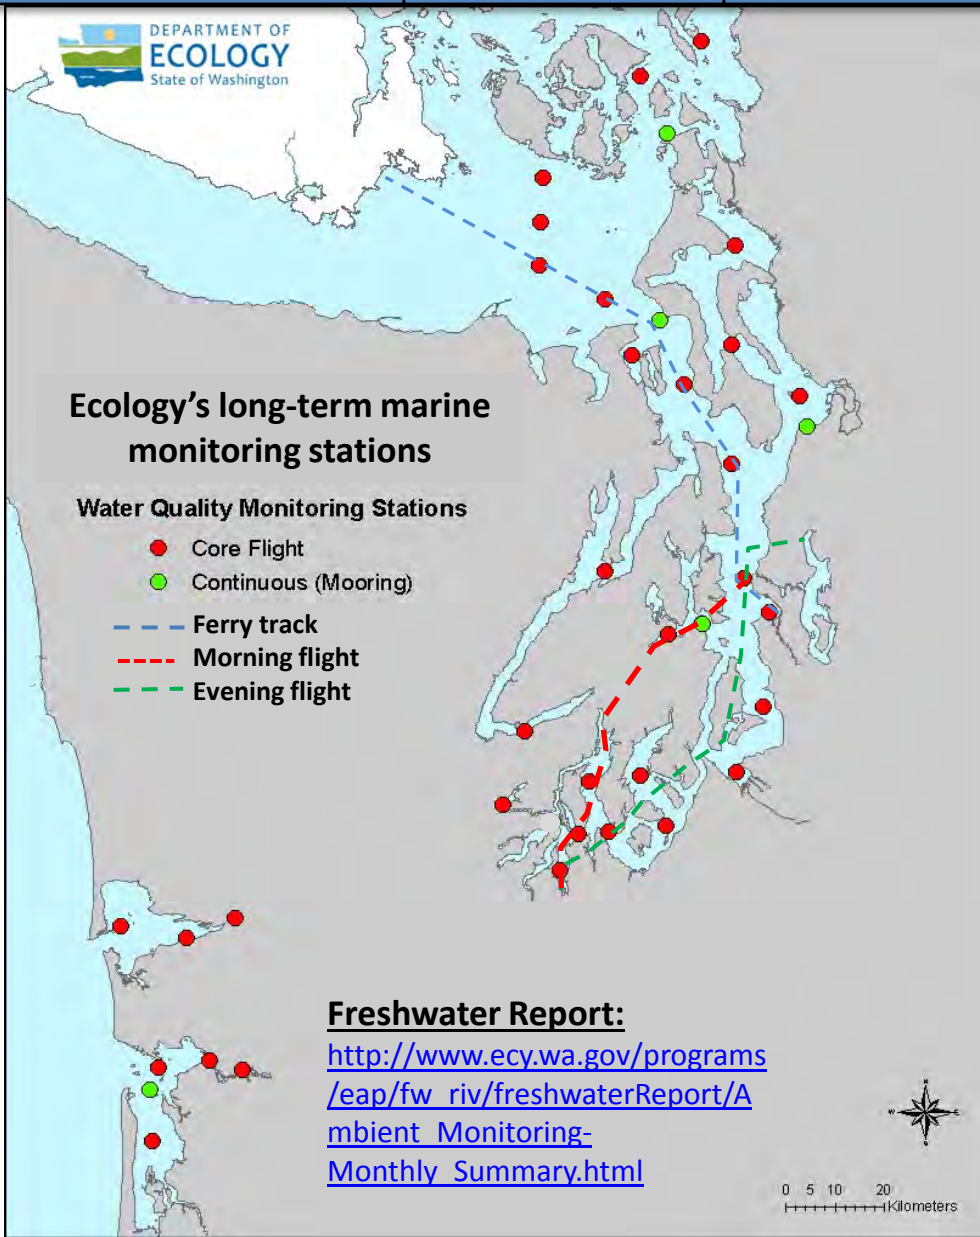 DEPARTMENT OF
ECOLOGY
State of Washington
Ecology’s long-term marine
monitoring stations
Water Quality Monitoring Stations
Core Flight
Continuous (Mooring)
Ferry track
Morning flight
Evening flight
Freshwater Report:
http://www.ecy.wa.gov/programs
/eap/fw_riv/freshwaterReport/A
mbient_Monitoring-
Monthly_Summary.html
N
W E
S
0 5 10 20
Kilometers